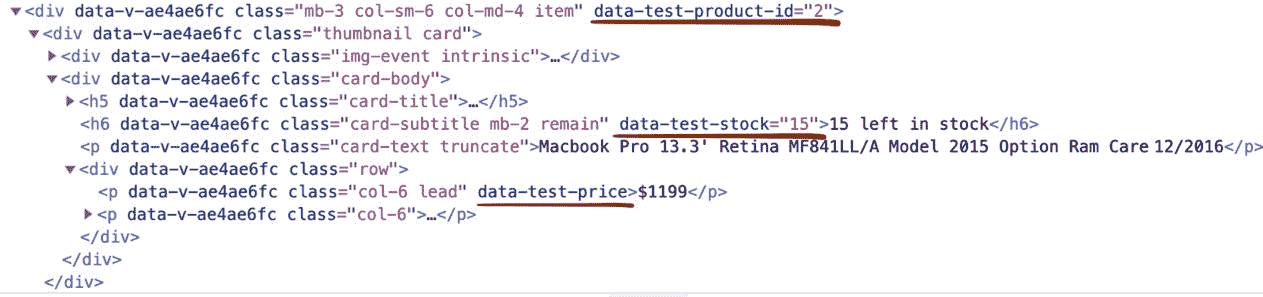 <div data-v-ae4ae6fc class="mb-3 col-sm-6 col-md-4 item" data-test-product-id="2">
<div data-v-ae4ae6fc class="thumbnail card">
<div data-v-ae4ae6fc class="img-event intrinsic">…</div>
<div data-v-ae4ae6fc class="card-body">
<h5 data-v-ae4ae6fc class="card-title">…</h5>
<h6 data-v-ae4ae6fc class="card-subtitle mb-2 remain" data-test-stock="15">15 left in stock</h6>
<p data-v-ae4ae6fc class="card-text truncate">Macbook Pro 13.3' Retina MF841LL/A Model 2015 Option Ram Care 12/2016</p>
<div data-v-ae4ae6fc class="row">
<p data-v-ae4ae6fc class="col-6 lead" data-test-price>$1199</p>
<p data-v-ae4ae6fc class="col-6">…</p>
</div>
</div>
</div>